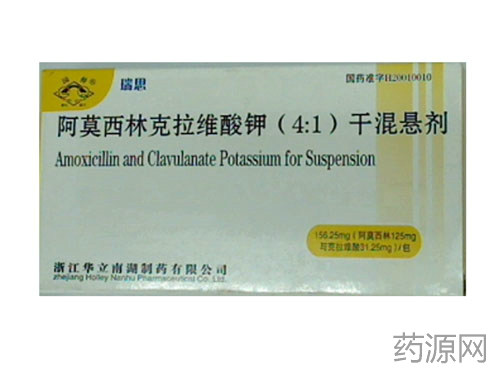 瑞思
国药准字H20010010
阿莫西林克拉维酸钾（4:1）干混悬剂
Amoxicillin and Clavulanate Potassium for Suspension
156.25mg（阿莫西林125mg
与克拉维酸31.25mg）/包
浙江华立南湖制药有限公司
zhejiang Holley Nanhu Pharmaceutical Co., Ltd.
药源网